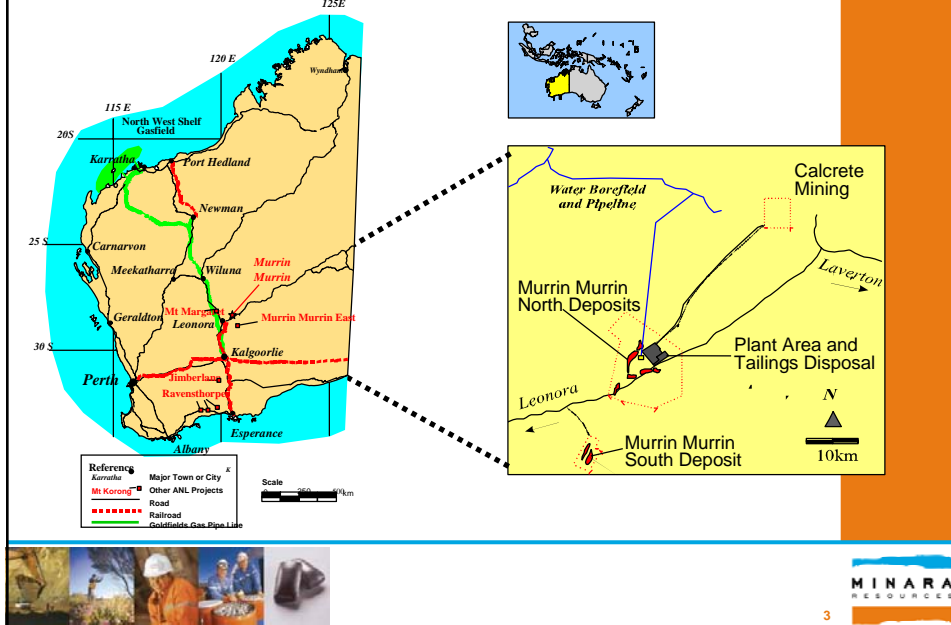 125E
120 E
Wyndham
115 E
North West Shelf
Gasfield
20S
Karratha
Port Hedland
Newman
25 S
Carnarvon
Meekatharra
Wiluna
Murrin
Murrin
Mt Margaret
Murrin Murrin East
Geraldton
Leonora
30 S
Kalgoorlie
Perth
Jimberlana
Ravensthorpe
Esperance
Albany
Reference
K
Karratha
Major Town or City
Mt Korong
Other ANL Projects
Road
Railroad
Goldfields Gas Pipe Line
Scale
0 250 500 km
Calcrete
Mining
Water Borefield
and Pipeline
Laverton
Murrin Murrin
North Deposits
Plant Area and
Tailings Disposal
Leonora
N
10km
Murrin Murrin
South Deposit
MINARA
RESOURCES
3